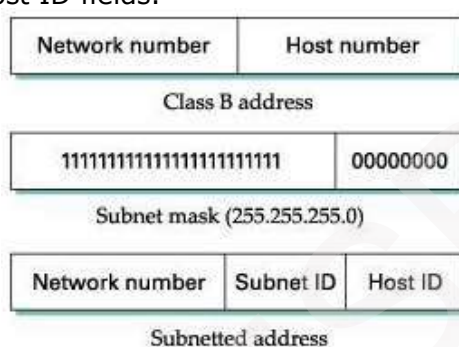 ost ID fields.
Network number Host number
Class B address
111111111111111111111111 00000000
Subnet mask (255.255.255.0)
Network number Subnet ID Host ID
Subnetted address